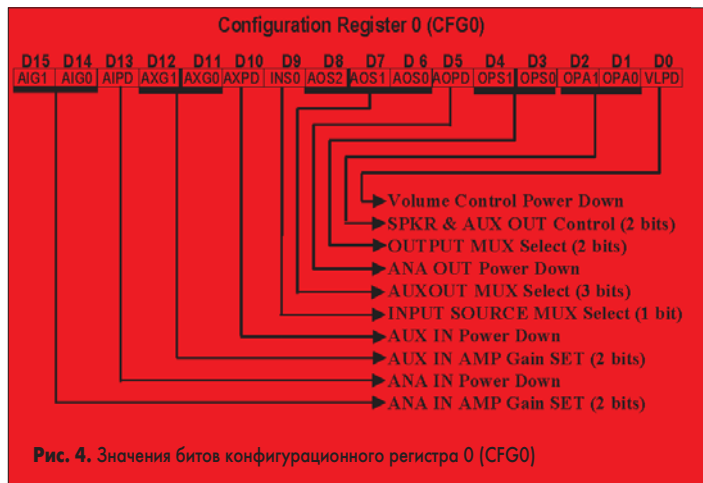 Configuration Register 0 (CFG0)
D15 D14 D13 D12 D11 D10 D9 D8 D7 D 6 D5 D4 D3 D2 D1 D0
AIG1 AIG0 AIPD AXG1 AXG0 AXPD INS0 AOS2 AOS1 AOS0 AOPD OPS1 OPS0 OPA1 OPA0 VLPD
Volume Control Power Down
SPKR & AUX OUT Control (2 bits)
OUTPUT MUX Select (2 bits)
ANA OUT Power Down
AUXOUT MUX Select (3 bits)
INPUT SOURCE MUX Select (1 bit)
AUX IN Power Down
AUX IN AMP Gain SET (2 bits)
ANA IN Power Down
ANA IN AMP Gain SET (2 bits)
Рис. 4. Значения битов конфигурационного регистра 0 (CFG0)